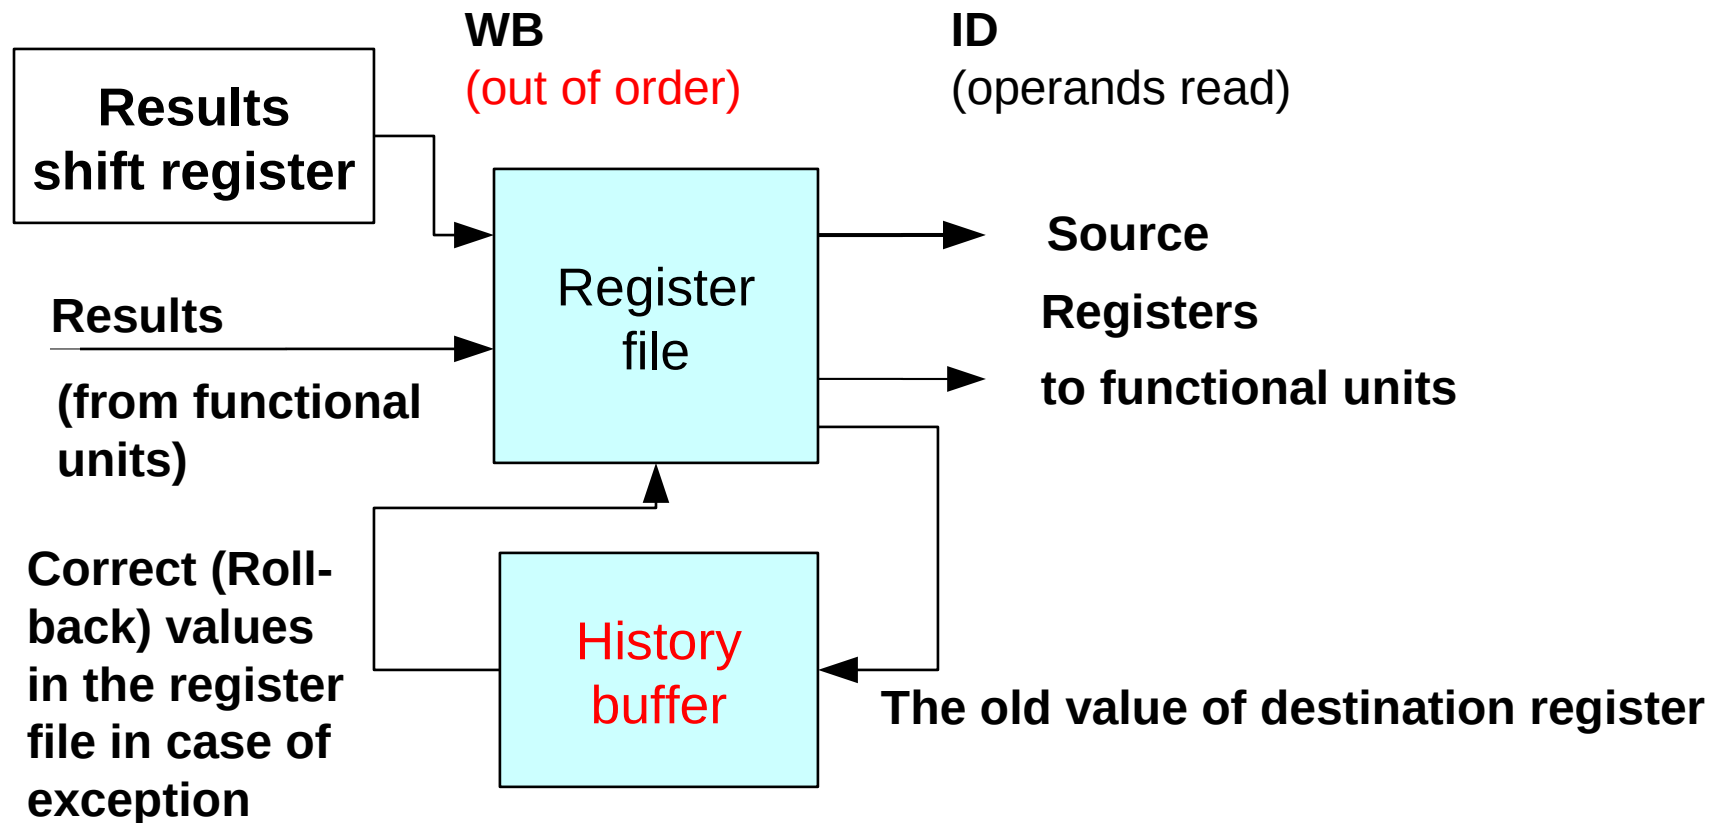 WB
(out of order)
ID
(operands read)
Results
shift register
Register
file
Source
Registers
to functional units
Results
(from functional
units)
Correct (Roll-
back) values
in the register
file in case of
exception
History
buffer
The old value of destination register